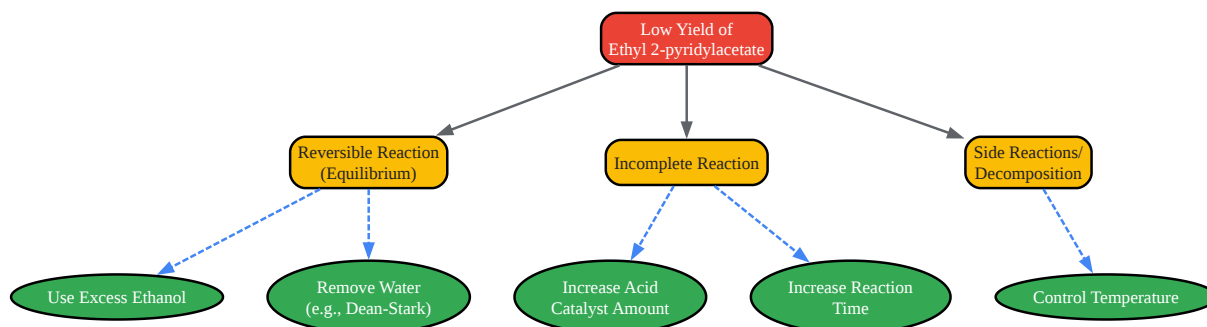 Low Yield of
Ethyl 2-pyridylacetate
Reversible Reaction
(Equilibrium)
Incomplete Reaction
Side Reactions/
Decomposition
Use Excess Ethanol
Remove Water
(e.g., Dean-Stark)
Increase Acid
Catalyst Amount
Increase Reaction
Time
Control Temperature